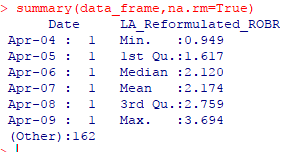 > summary(data_frame,na.rm=True)
Date LA_Reformulated_ROBR
Apr-04 : 1 Min. :0.949
Apr-05 : 1 1st Qu.:1.617
Apr-06 : 1 Median :2.120
Apr-07 : 1 Mean :2.174
Apr-08 : 1 3rd Qu.:2.759
Apr-09 : 1 Max. :3.694
(Other):162
>